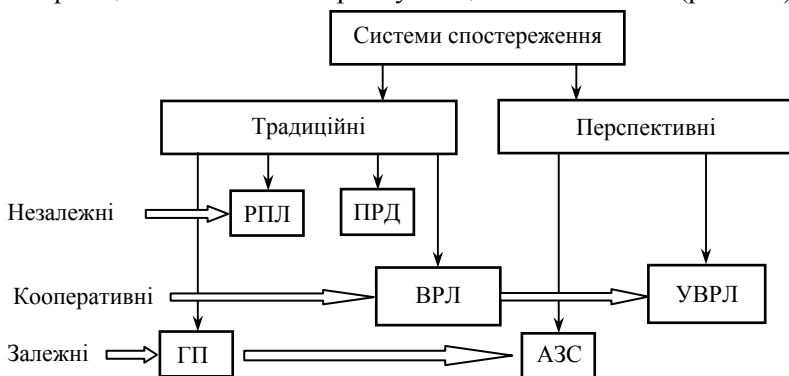 Системи спостереження
Традиційні
Перспективні
Незалежні
РПЛ
ПРД
Кооперативні
ВРЛ
УВРЛ
Залежні
ГП
АЗС